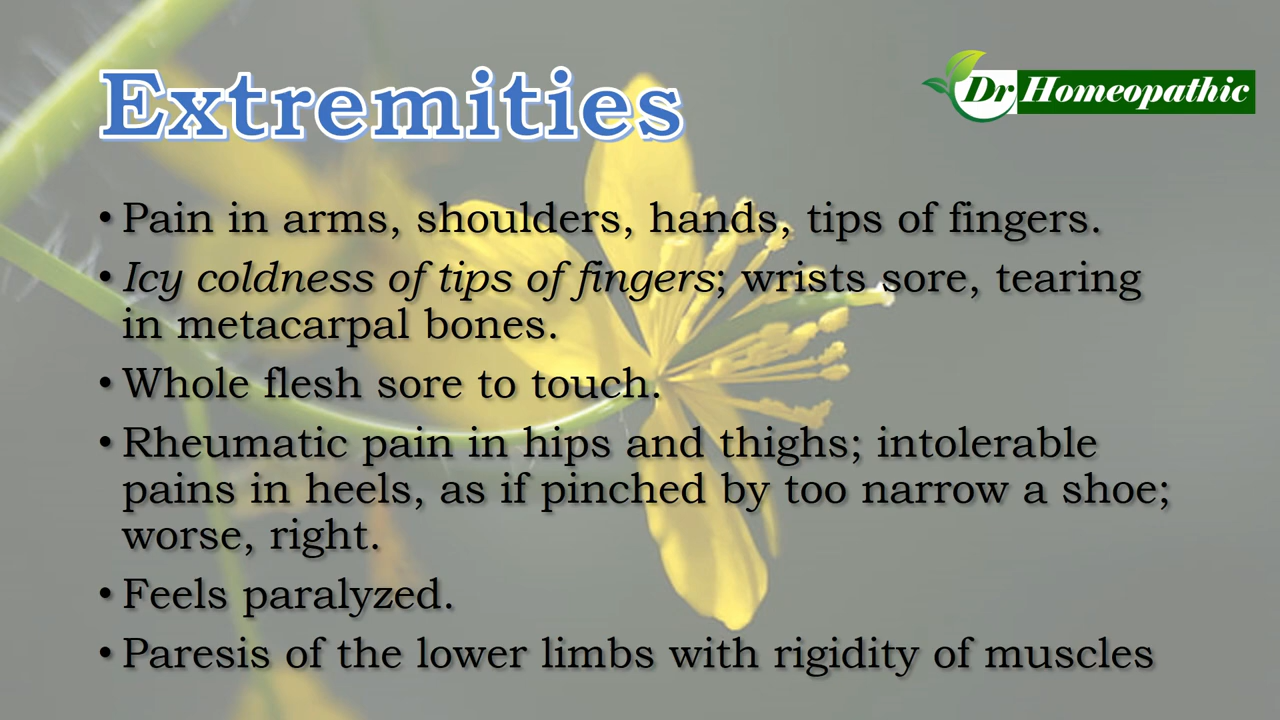 Extremities
Dr Homeopathic
• Pain in arms, shoulders, hands, tips of fingers.
• Icy coldness of tips of fingers; wrists sore, tearing
in metacarpal bones.
• Whole flesh sore to touch.
• Rheumatic pain in hips and thighs; intolerable
pains in heels, as if pinched by too narrow a shoe;
worse, right.
• Feels paralyzed.
• Paresis of the lower limbs with rigidity of muscles